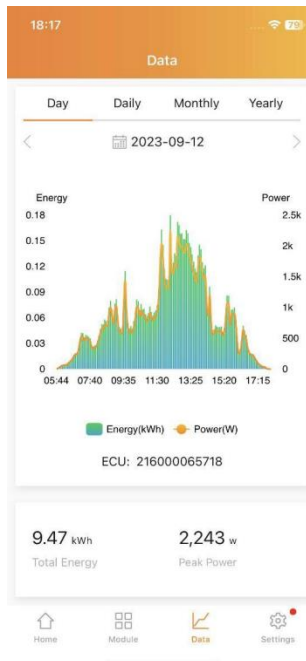 18:17
79
Data
Day Daily Monthly Yearly
2023-09-12
Energy Power
0.18 2.5k
0.15 2k
0.12 1.5k
0.09 1k
0.06 500
0.03
0 0
05:44 07:40 09:35 11:30 13:25 15:20 17:15
Energy(kWh) Power(W)
ECU: 216000065718
9.47 kWh 2,243 w
Total Energy Peak Power
Home Module Data Settings